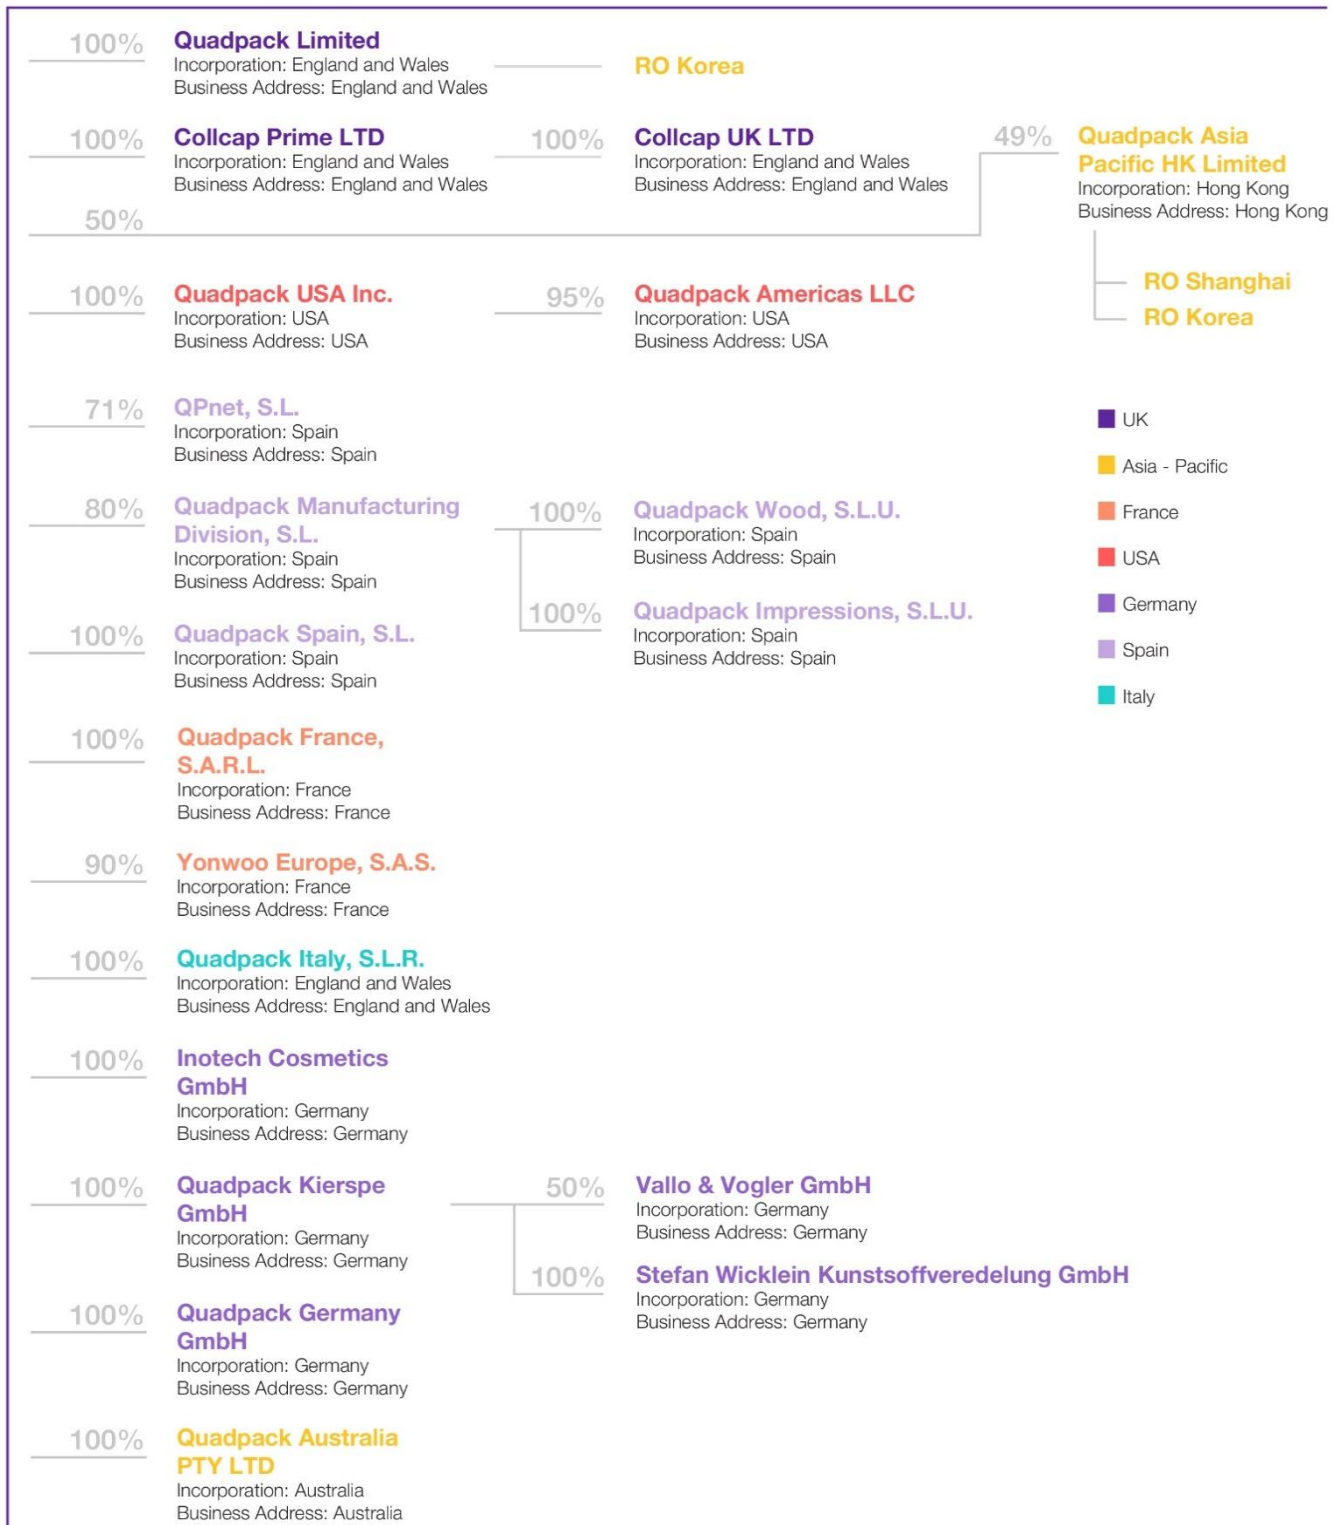 100%
Quadpack Limited
Incorporation: England and Wales
Business Address: England and Wales
RO Korea
100%
Collcap Prime LTD
Incorporation: England and Wales
Business Address: England and Wales
100%
Collcap UK LTD
Incorporation: England and Wales
Business Address: England and Wales
49%
Quadpack Asia
Pacific HK Limited
Incorporation: Hong Kong
Business Address: Hong Kong
50%
RO Shanghai
RO Korea
100%
Quadpack USA Inc.
Incorporation: USA
Business Address: USA
95%
Quadpack Americas LLC
Incorporation: USA
Business Address: USA
71%
QPnet, S.L.
Incorporation: Spain
Business Address: Spain
80%
Quadpack Manufacturing
Division, S.L.
Incorporation: Spain
Business Address: Spain
100%
Quadpack Wood, S.L.U.
Incorporation: Spain
Business Address: Spain
100%
Quadpack Impressions, S.L.U.
Incorporation: Spain
Business Address: Spain
100%
Quadpack Spain, S.L.
Incorporation: Spain
Business Address: Spain
UK
Asia - Pacific
France
USA
Germany
Spain
Italy
100%
Quadpack France,
S.A.R.L.
Incorporation: France
Business Address: France
90%
Yonwoo Europe, S.A.S.
Incorporation: France
Business Address: France
100%
Quadpack Italy, S.L.R.
Incorporation: England and Wales
Business Address: England and Wales
100%
Inotech Cosmetics
GmbH
Incorporation: Germany
Business Address: Germany
100%
Quadpack Kierspe
GmbH
Incorporation: Germany
Business Address: Germany
50%
Vallo & Vogler GmbH
Incorporation: Germany
Business Address: Germany
100%
Stefan Wicklein Kunstsoffveredelung GmbH
Incorporation: Germany
Business Address: Germany
100%
Quadpack Germany
GmbH
Incorporation: Germany
Business Address: Germany
100%
Quadpack Australia
PTY LTD
Incorporation: Australia
Business Address: Australia